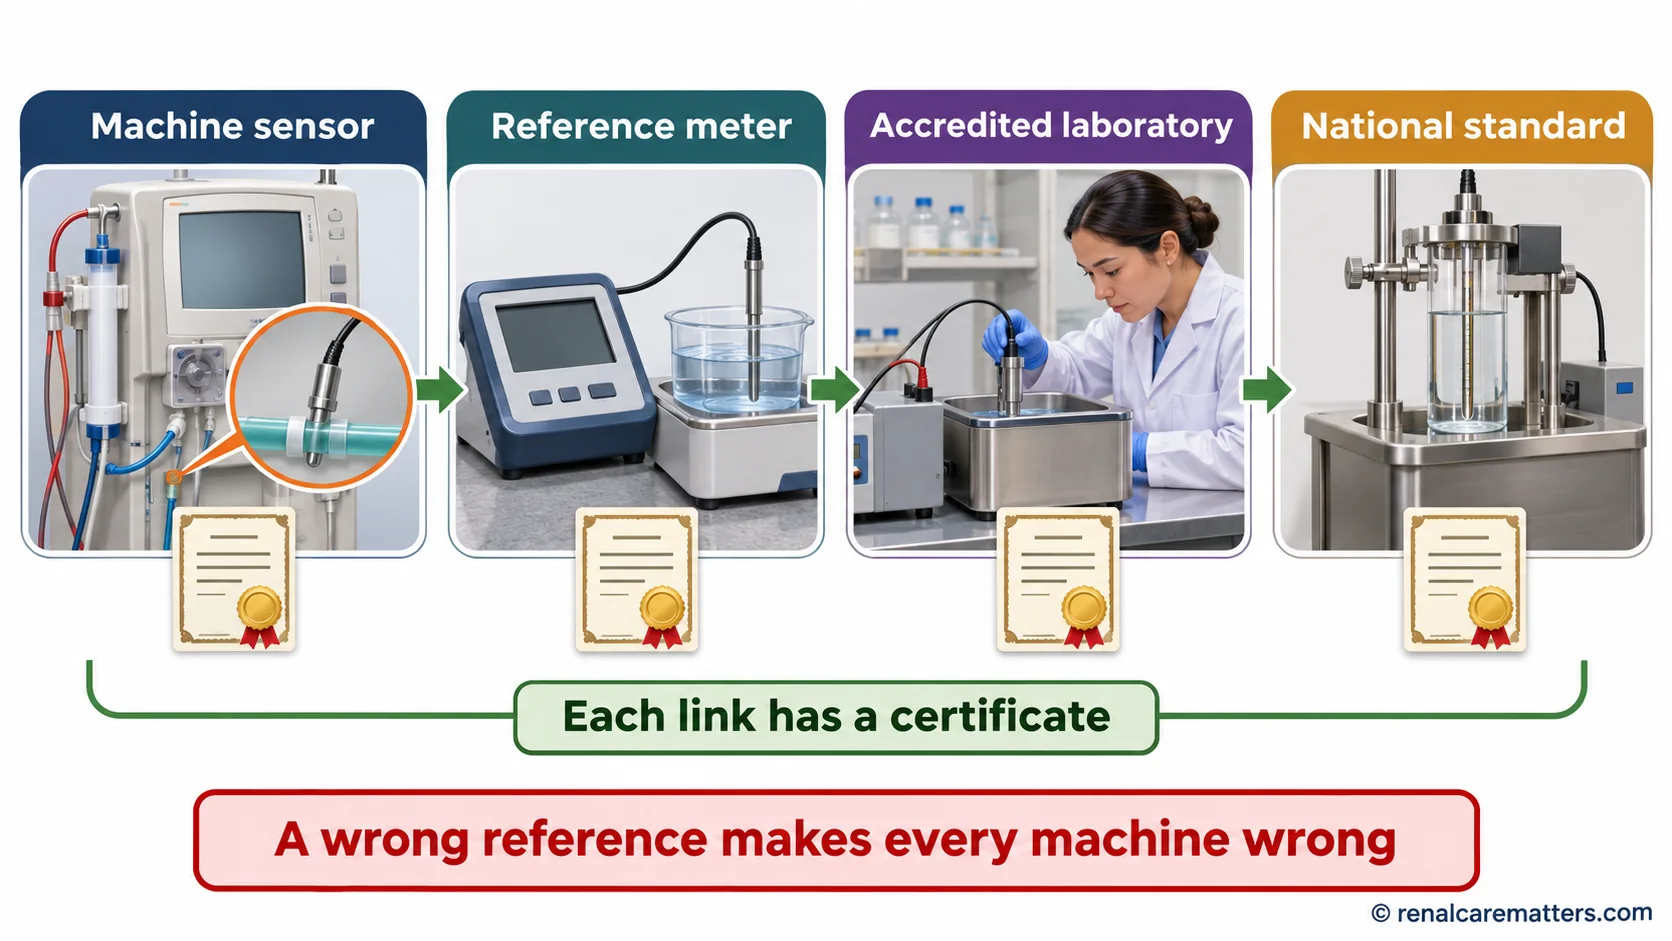 Machine sensor
Reference meter
Accredited laboratory
National standard
Each link has a certificate
A wrong reference makes every machine wrong
© renalcarematters.com